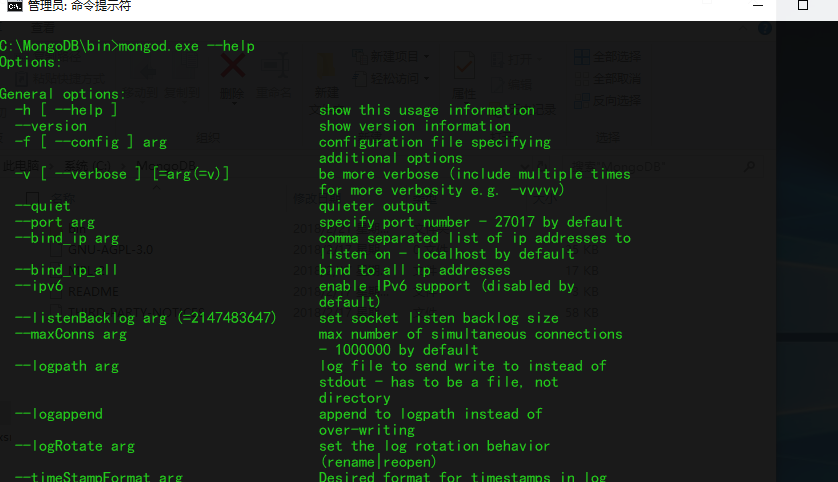 管理员: 命令提示符
C:\MongoDB\bin>mongod.exe --help
Options:
General options:
-h [ --help ] show this usage information
--version show version information
-f [ --config ] arg configuration file specifying
additional options
-v [ --verbose ] [=arg(=v)] be more verbose (include multiple times
for more verbosity e.g. -vvvvv)
--quiet quieter output
--port arg specify port number - 27017 by default
--bind_ip arg comma separated list of ip addresses to
listen on - localhost by default
--bind_ip_all bind to all ip addresses
--ipv6 enable IPv6 support (disabled by
default)
--listenBacklog arg (=2147483647) set socket listen backlog size
--maxConns arg max number of simultaneous connections
- 1000000 by default
--logpath arg log file to send write to instead of
stdout - has to be a file, not
directory
--logappend append to logpath instead of
over-writing
--logRotate arg set the log rotation behavior
(rename|reopen)
--timeStampFormat arg Desired format for timestamps in log